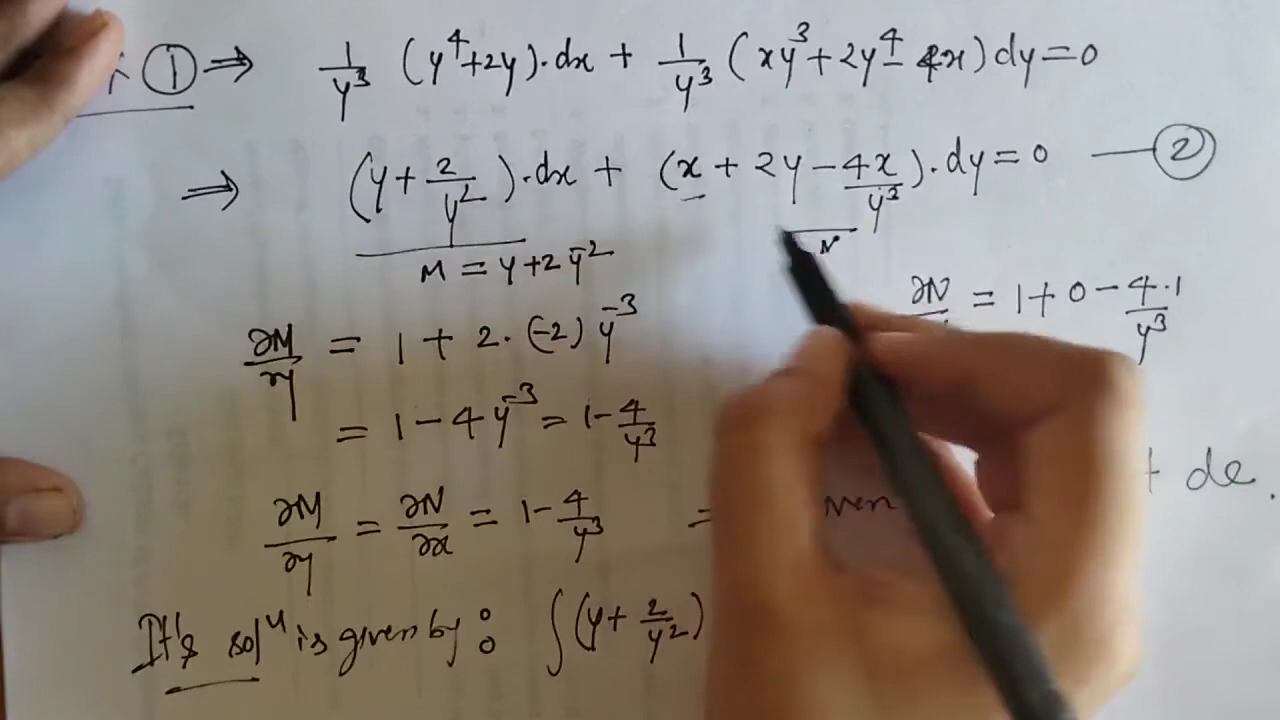 ① ⇒ 1/y³ (y⁴+2y).dx + 1/y³ (xy³+2y⁴-4x)dy=0
⇒ (y+2/y²).dx + (x+2y-4x/y³).dy=0 —②
M = y+2y⁻² N
∂M/∂y = 1+2.(-2)y⁻³ ∂N = 1+0-4.1/y³
= 1-4y⁻³ = 1-4/y³
de.
∂M/∂y = ∂N/∂x = 1-4/y³ =
It's solⁿ is given by: ∫(y+2/y²)